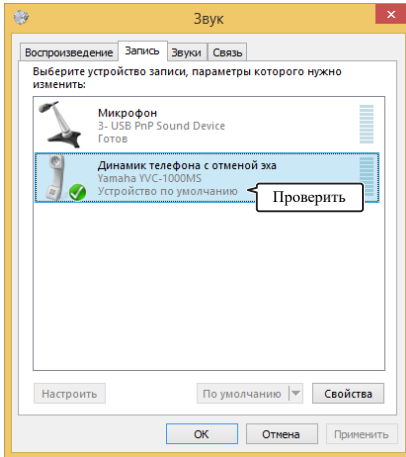 Звук
Воспроизведение Запись Звуки Связь
Выберите устройство записи, параметры которого нужно
изменить:
Микрофон
3- USB PnP Sound Device
Готов
Динамик телефона с отменой эха
Yamaha YVC-1000MS
Устройство по умолчанию
Проверить
Настроить По умолчанию Свойства
ОК Отмена Применить